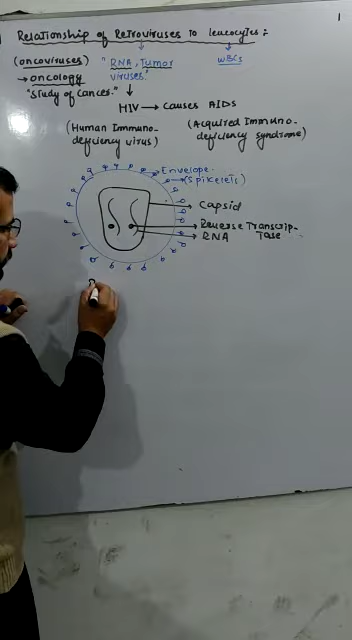 1
Relationship of Retroviruses to leucocytes:
(oncoviruses) "RNA, Tumor viruses." WBCs
→ oncology
"Study of cancer."
HIV → causes AIDS
(Human Immuno-
deficiency virus)
(Acquired Immuno-
deficiency syndrome)
Envelope
(Spikelets)
Capsid
Reverse Transcrip-
tase
RNA